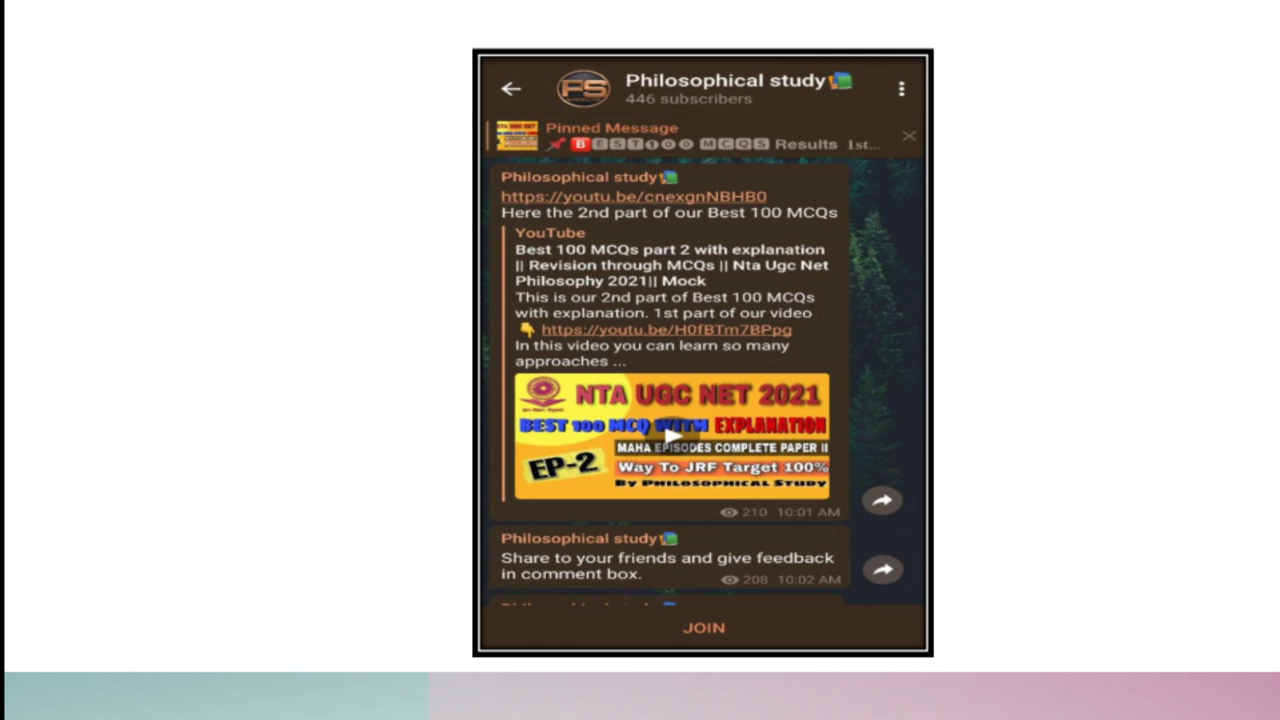 Philosophical study
446 subscribers
FS
Pinned Message
BEST100 MCQS Results 1st...
Philosophical study
https://youtu.be/cnexgnNBHB0
Here the 2nd part of our Best 100 MCQs
YouTube
Best 100 MCQs part 2 with explanation
|| Revision through MCQs || Nta Ugc Net
Philosophy 2021|| Mock
This is our 2nd part of Best 100 MCQs
with explanation. 1st part of our video
👇 https://youtu.be/H0fBTm7BPpg
In this video you can learn so many
approaches ...
NTA UGC NET 2021
BEST 100 MCQ WITH EXPLANATION
MAHA EPISODES COMPLETE PAPER II
EP-2
Way To JRF Target 100%
By Philosophical Study
210 10:01 AM
Philosophical study
Share to your friends and give feedback
in comment box.
208 10:02 AM
JOIN